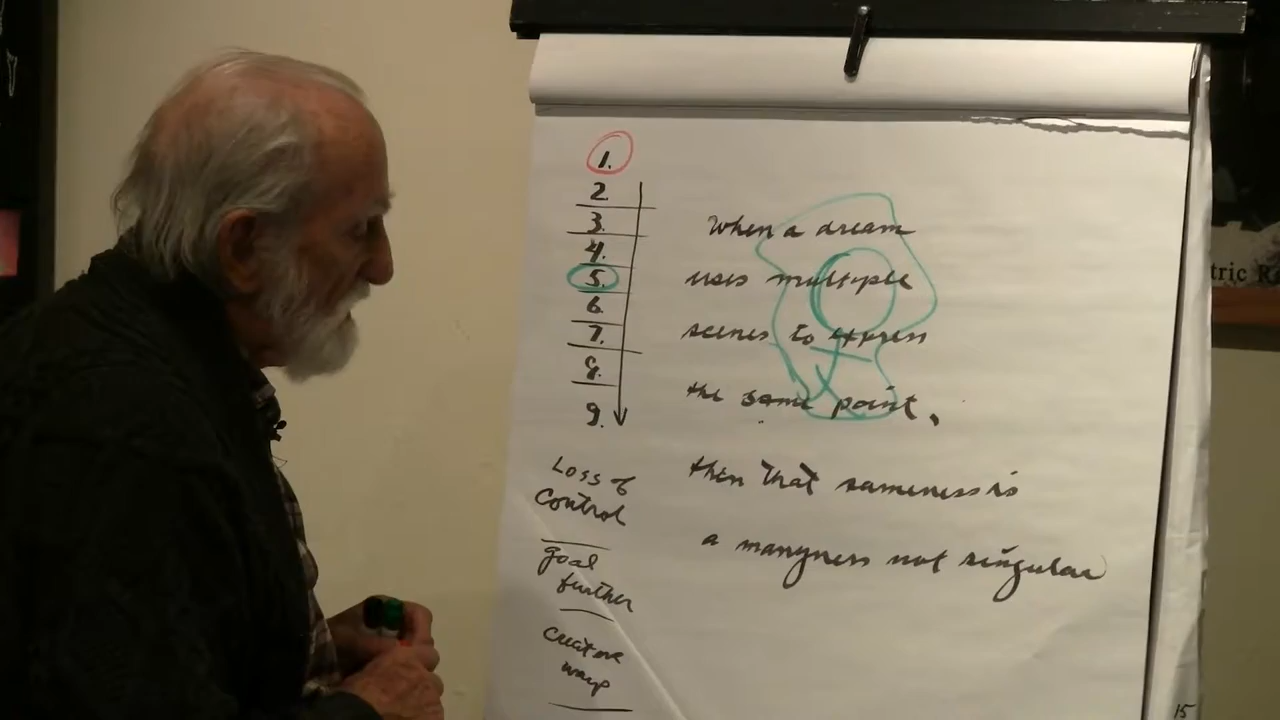 1.
2.
3.
4.
5.
6.
7.
8.
9.
Loss of
Control
goal
further
creative
ways
When a dream
uses multiple
scenes to express
the same point,
then that sameness is
a manyness not singular
15
tric R